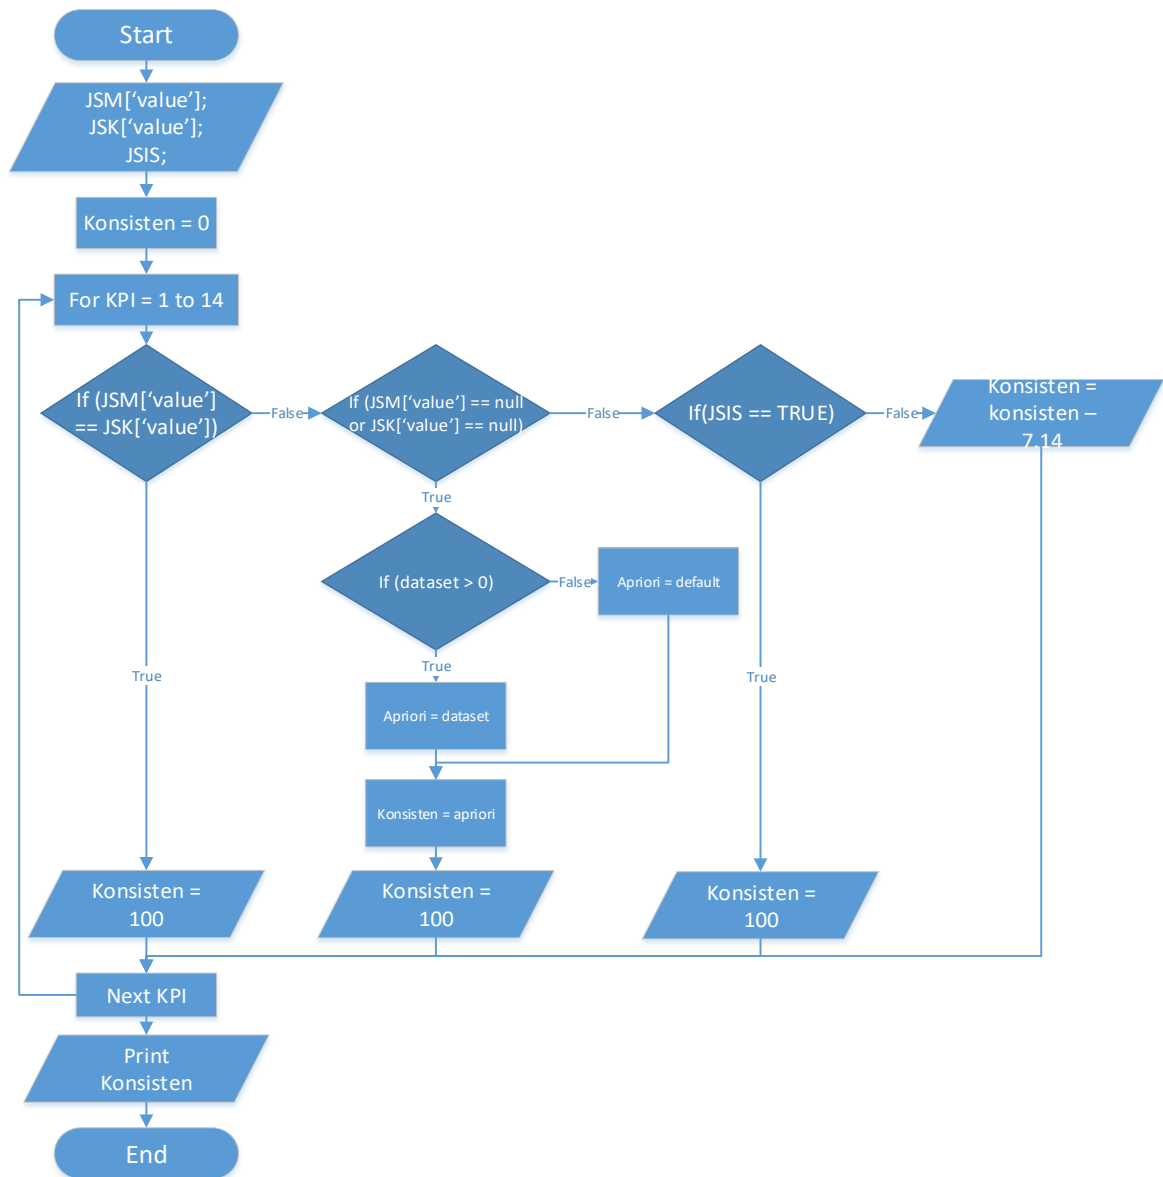 Start
JSM[‘value’];
JSK[‘value’];
JSIS;
Konsisten = 0
For KPI = 1 to 14
If (JSM[‘value’]
== JSK[‘value’])
False
If (JSM[‘value’] == null
or JSK[‘value’] == null)
False
If(JSIS == TRUE)
False
Konsisten =
konsisten –
7.14
True
If (dataset > 0)
False
Apriori = default
True
True
True
Apriori = dataset
Konsisten = apriori
Konsisten =
100
Konsisten =
100
Konsisten =
100
Next KPI
Print
Konsisten
End